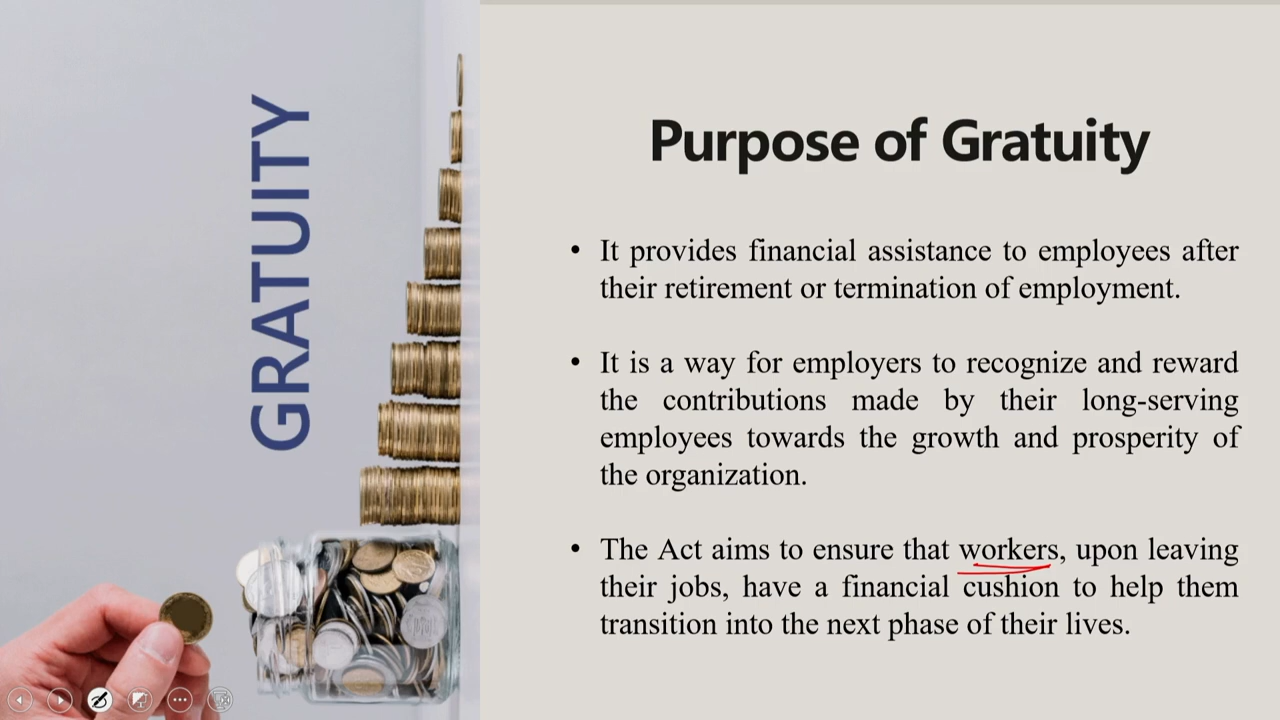 GRATUITY
Purpose of Gratuity
• It provides financial assistance to employees after
their retirement or termination of employment.
• It is a way for employers to recognize and reward
the contributions made by their long-serving
employees towards the growth and prosperity of
the organization.
• The Act aims to ensure that workers, upon leaving
their jobs, have a financial cushion to help them
transition into the next phase of their lives.